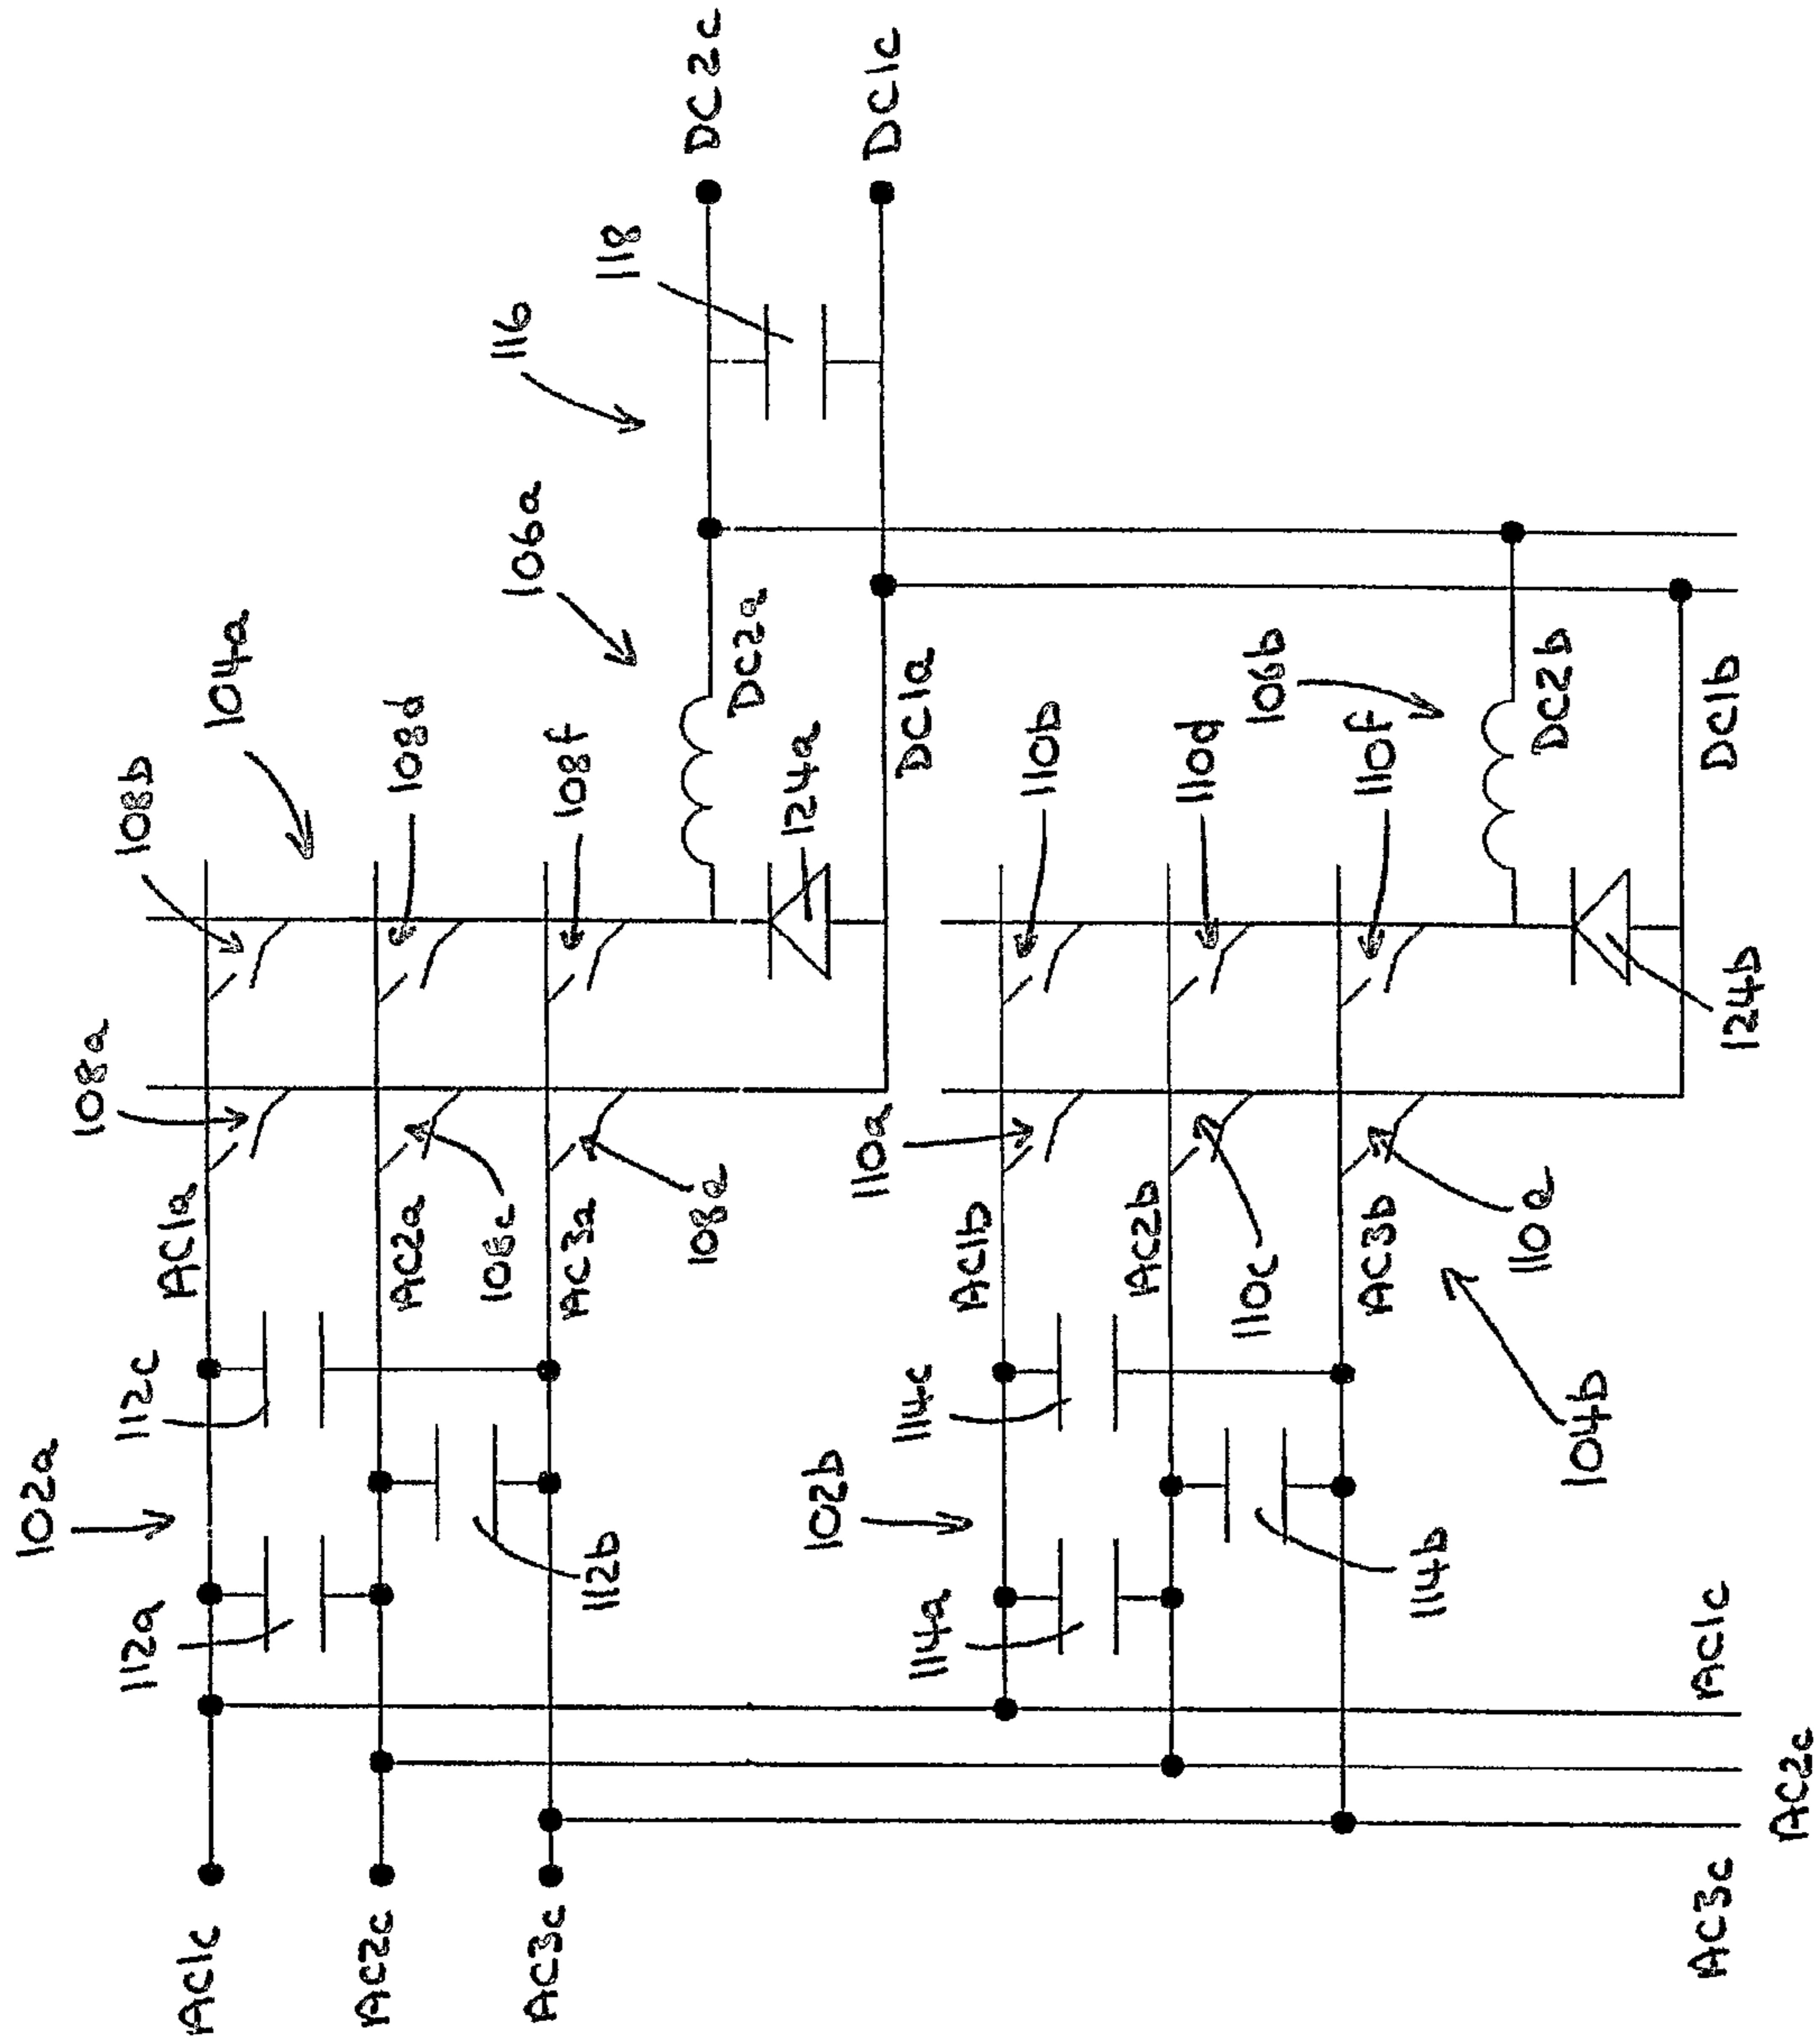 102a
108a
112a
112c
108b
AC1c
AC1a
104a
AC2c
AC2a
108d
108c
116
106a
AC3c
AC3a
108f
112b
118
108e
DC2a
DC2c
124a
102b
110a
DC1a
DC1c
114a
114c
AC1b
110b
AC2b
110d
110c
106b
AC3b
110f
114b
110e
DC2b
104b
AC3c
AC1c
124b
DC1b
AC2c